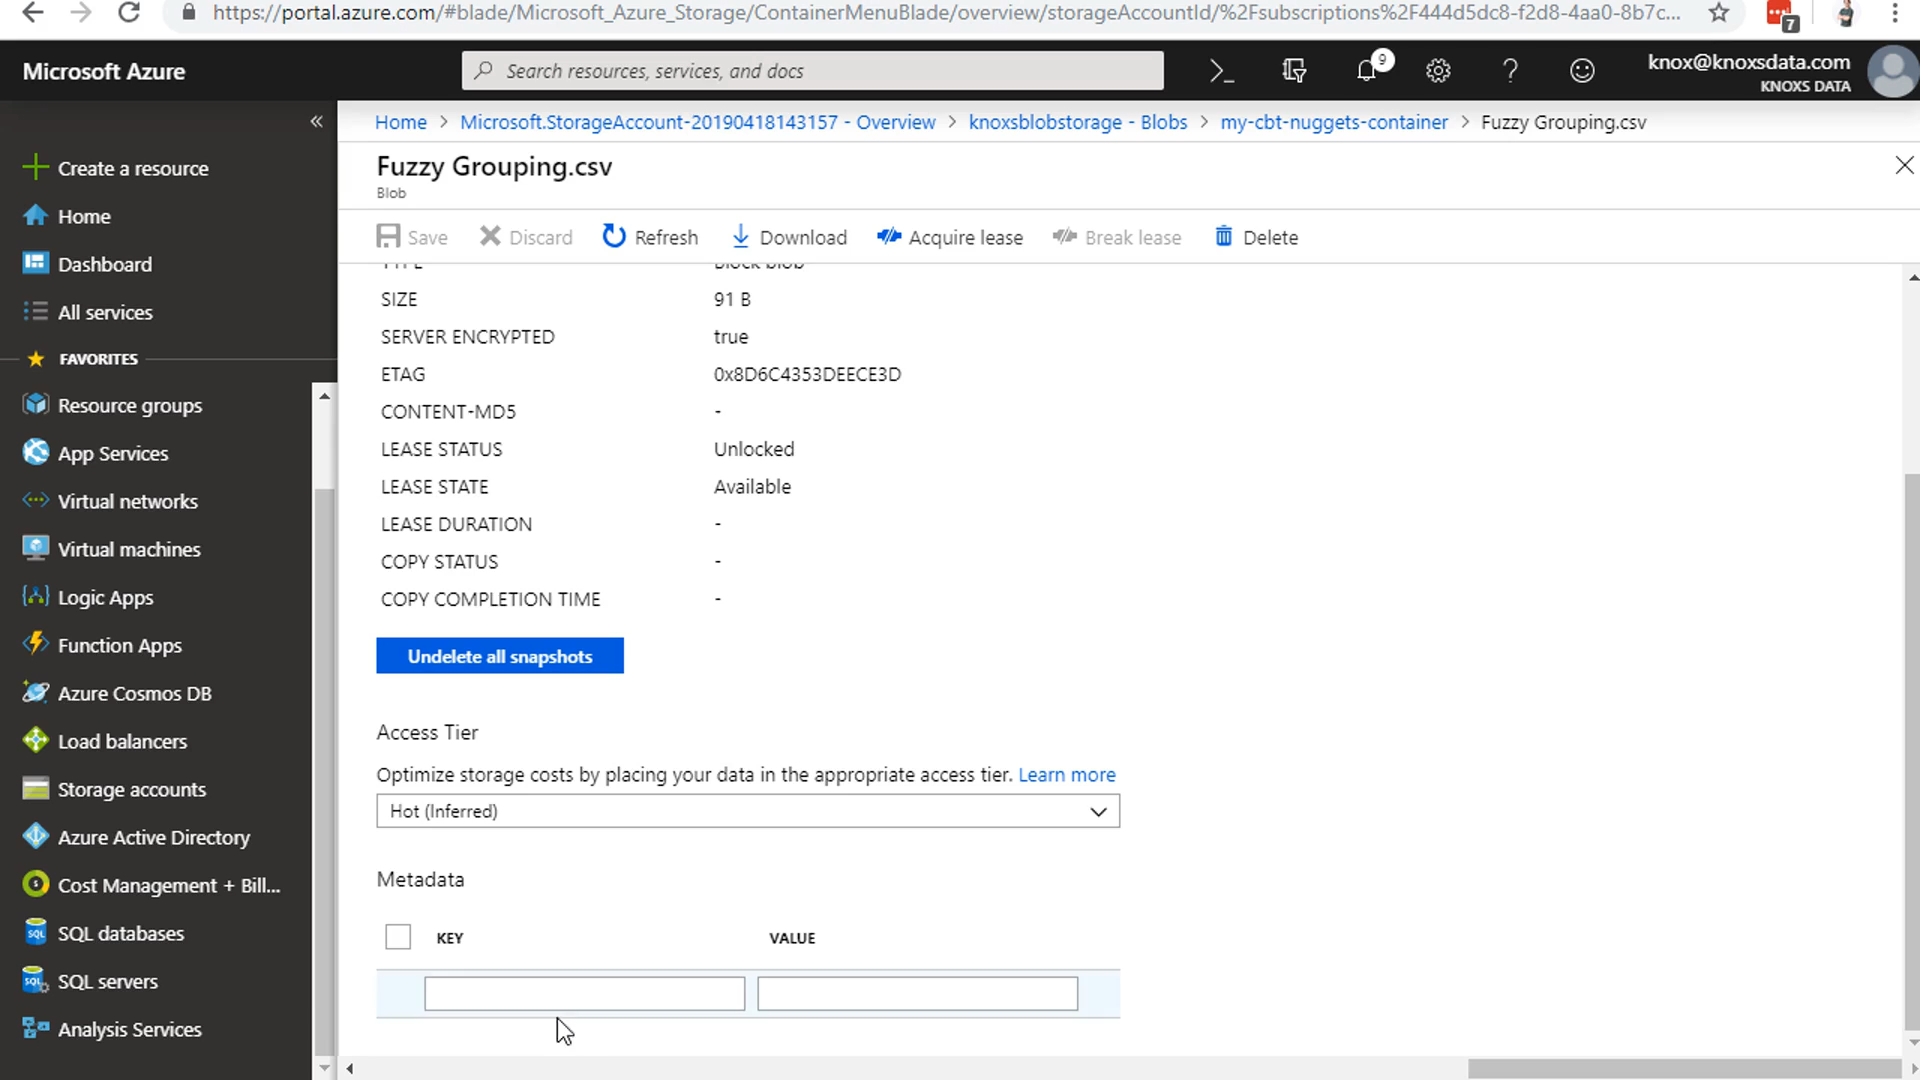 https://portal.azure.com/#blade/Microsoft_Azure_Storage/ContainerMenuBlade/overview/storageAccountId/%2Fsubscriptions%2F444d5dc8-f2d8-4aa0-8b7c...
7
Microsoft Azure
Search resources, services, and docs
9
knox@knoxsdata.com
KNOXS DATA
Home > Microsoft.StorageAccount-20190418143157 - Overview > knoxsblobstorage - Blobs > my-cbt-nuggets-container > Fuzzy Grouping.csv
Fuzzy Grouping.csv
Blob
Save Discard Refresh Download Acquire lease Break lease Delete
Create a resource
Home
Dashboard
All services
FAVORITES
Resource groups
App Services
Virtual networks
Virtual machines
Logic Apps
Function Apps
Azure Cosmos DB
Load balancers
Storage accounts
Azure Active Directory
Cost Management + Bill...
SQL databases
SQL servers
Analysis Services
TYPE Block blob
SIZE 91 B
SERVER ENCRYPTED true
ETAG 0x8D6C4353DEECE3D
CONTENT-MD5 -
LEASE STATUS Unlocked
LEASE STATE Available
LEASE DURATION -
COPY STATUS -
COPY COMPLETION TIME -
Undelete all snapshots
Access Tier
Optimize storage costs by placing your data in the appropriate access tier. Learn more
Hot (Inferred)
Metadata
KEY VALUE